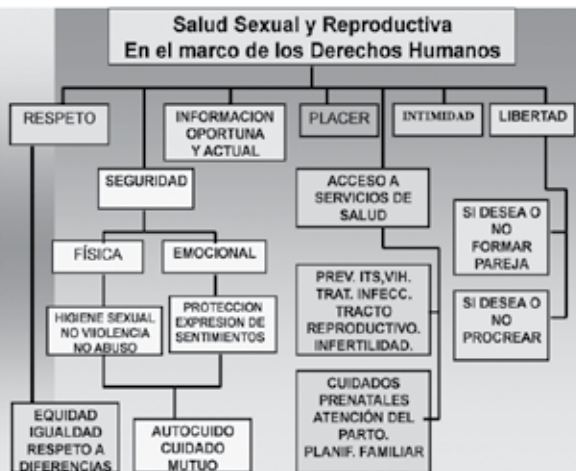 Salud Sexual y Reproductiva
En el marco de los Derechos Humanos
RESPETO
INFORMACION
OPORTUNA
Y ACTUAL
PLACER
INTIMIDAD
LIBERTAD
SEGURIDAD
ACCESO A
SERVICIOS DE
SALUD
SI DESEA O
NO
FORMAR
PAREJA
FÍSICA
EMOCIONAL
PREV. ITS,VIH.
TRAT. INFECC.
TRACTO
REPRODUCTIVO.
INFERTILIDAD.
SI DESEA O
NO
PROCREAR
HIGIENE SEXUAL
NO VIIOLENCIA
NO ABUSO
PROTECCION
EXPRESION DE
SENTIMIENTOS
CUIDADOS
PRENATALES
ATENCIÓN DEL
PARTO.
PLANIF. FAMILIAR
EQUIDAD
IGUALDAD
RESPETO A
DIFERENCIAS
AUTOCUIDO
CUIDADO
MUTUO